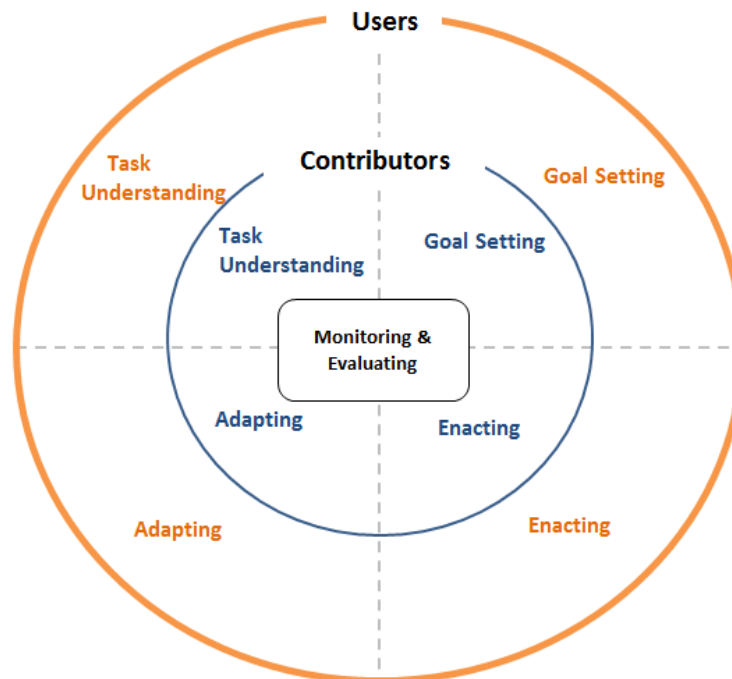 Users
Task
Understanding
Contributors
Goal Setting
Task
Understanding
Goal Setting
Monitoring &
Evaluating
Adapting
Enacting
Adapting
Enacting